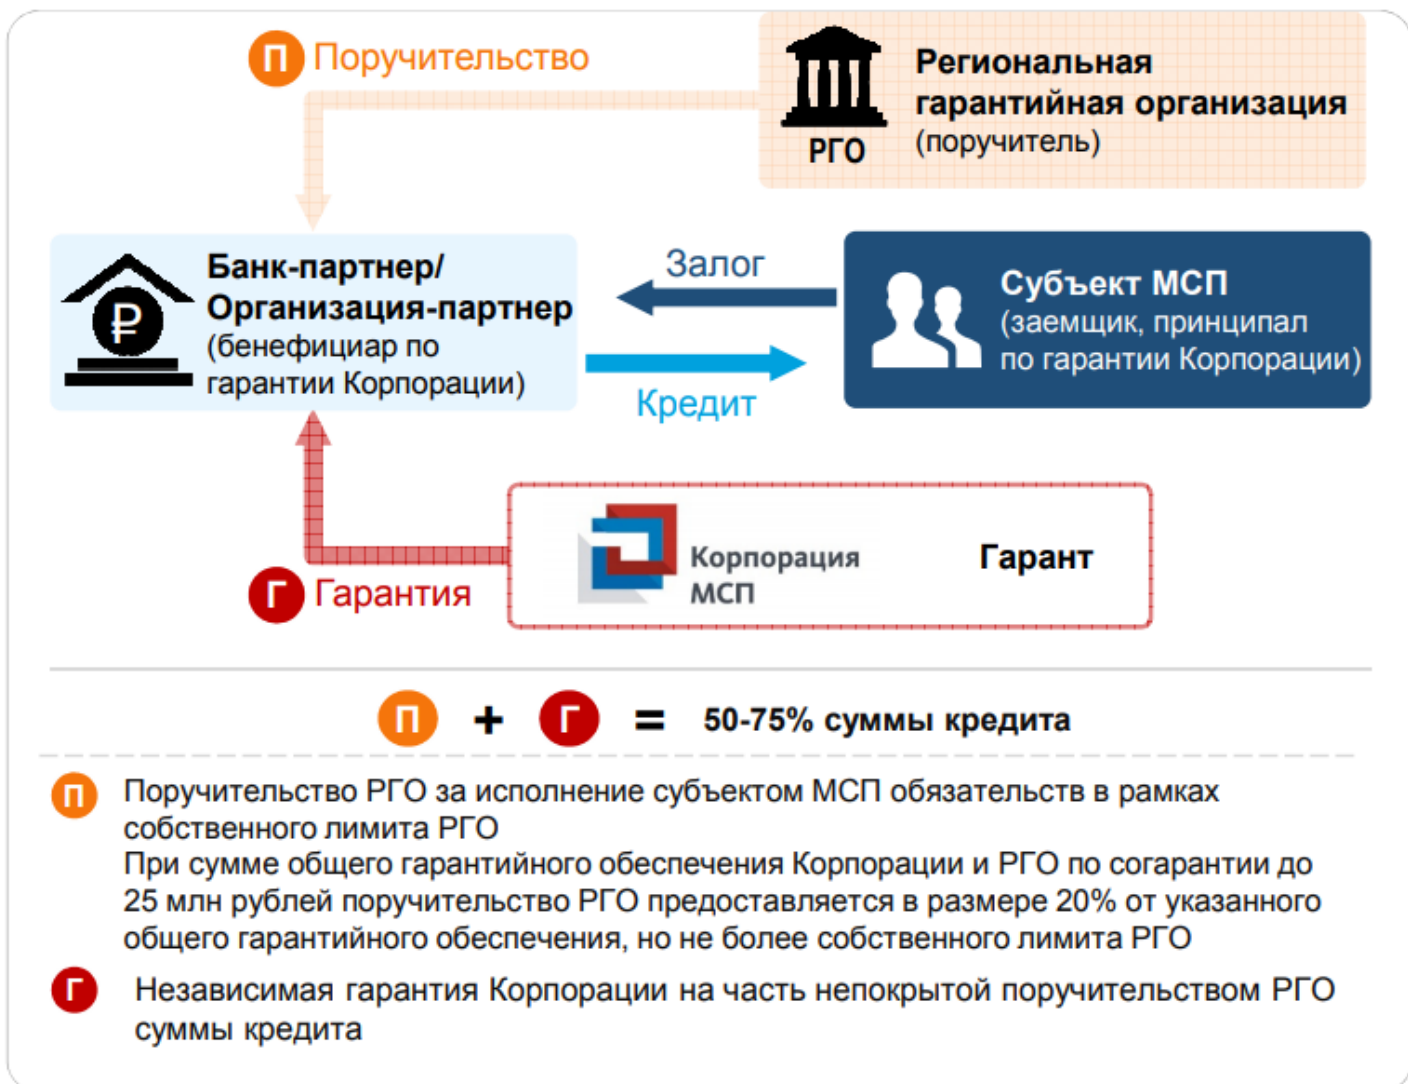 П Поручительство
РГО
Региональная
гарантийная организация
(поручитель)
₽
Банк-партнер/
Организация-партнер
(бенефициар по
гарантии Корпорации)
Залог
Кредит
Субъект МСП
(заемщик, принципал
по гарантии Корпорации)
Г Гарантия
Корпорация
МСП
Гарант
П + Г = 50-75% суммы кредита
П Поручительство РГО за исполнение субъектом МСП обязательств в рамках
собственного лимита РГО
При сумме общего гарантийного обеспечения Корпорации и РГО по согарантии до
25 млн рублей поручительство РГО предоставляется в размере 20% от указанного
общего гарантийного обеспечения, но не более собственного лимита РГО
Г Независимая гарантия Корпорации на часть непокрытой поручительством РГО
суммы кредита